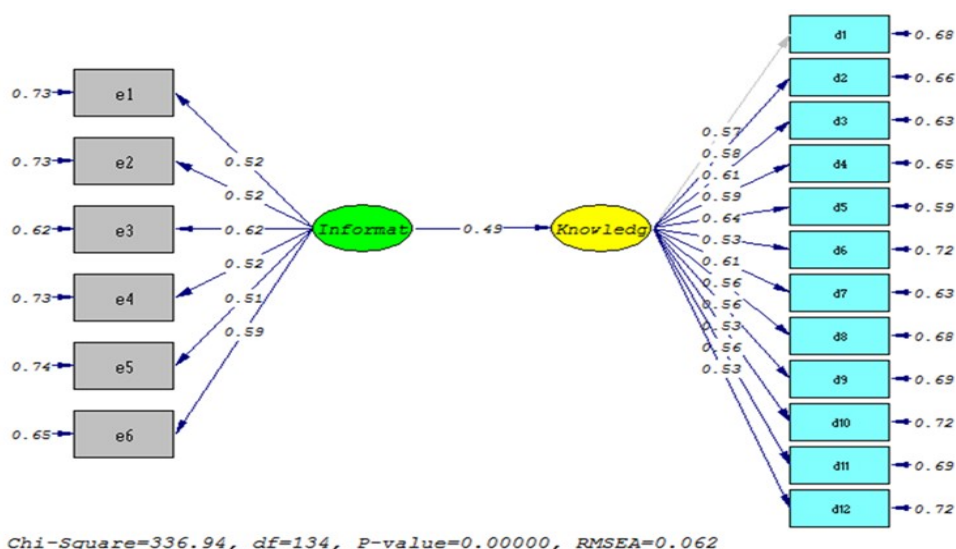 d1
0.68
0.73
e1
d2
0.66
0.57
d3
0.63
0.58
0.73
e2
0.52
0.61
d4
0.65
0.52
0.59
d5
0.59
0.62
e3
0.62
Informat
0.49
Knowledg
0.64
0.53
d6
0.72
0.52
0.61
0.73
e4
d7
0.63
0.51
0.56
0.56
d8
0.68
0.59
0.53
0.56
0.74
e5
0.53
d9
0.69
d10
0.72
0.65
e6
d11
0.69
d12
0.72
Chi-Square=336.94, df=134, P-value=0.00000, RMSEA=0.062